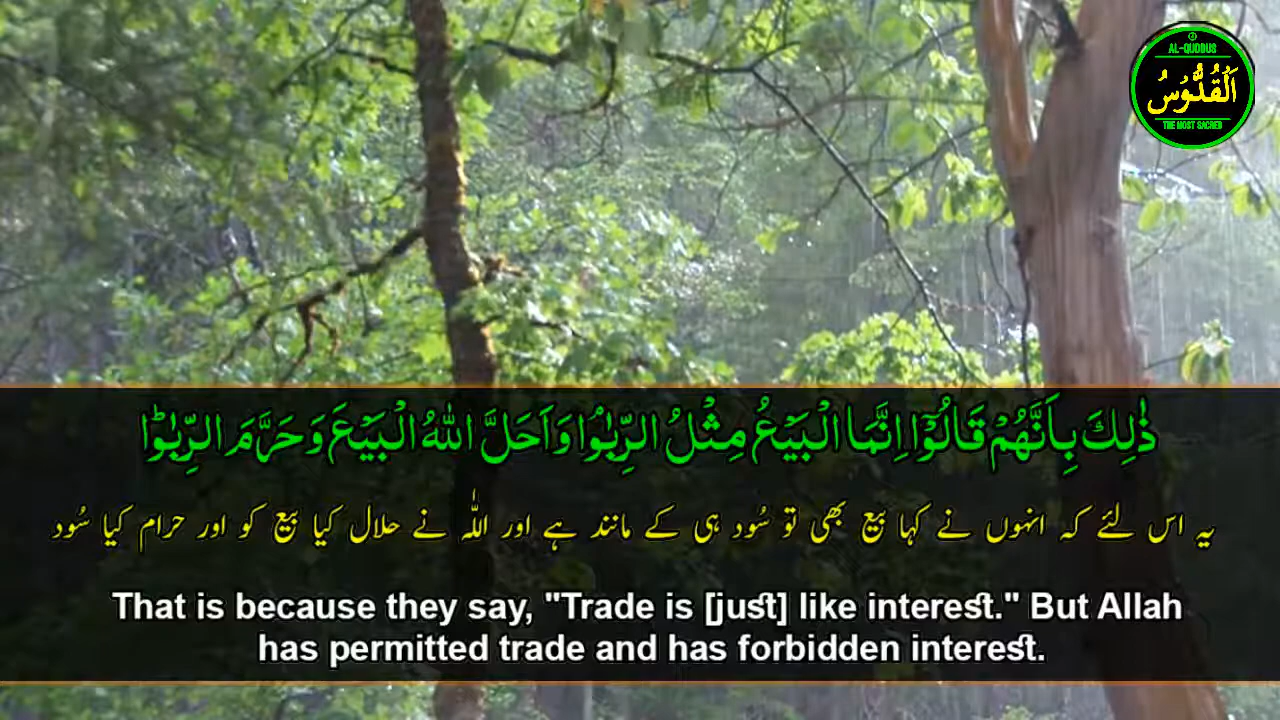 AL-QUDDUS
اَلْقُدُّوْسُ
THE MOST SACRED
ذٰلِكَ بِاَنَّهُمْ قَالُوْۤا اِنَّمَا الْبَيْعُ مِثْلُ الرِّبٰوا وَاَحَلَّ اللّٰهُ الْبَيْعَ وَ حَرَّمَ الرِّبٰواؕ
یہ اس لئے کہ انہوں نے کہا بیع بھی تو سُود ہی کے مانند ہے اور اللّٰہ نے حلال کیا بیع کو اور حرام کیا سُود
That is because they say, "Trade is [just] like interest." But Allah
has permitted trade and has forbidden interest.